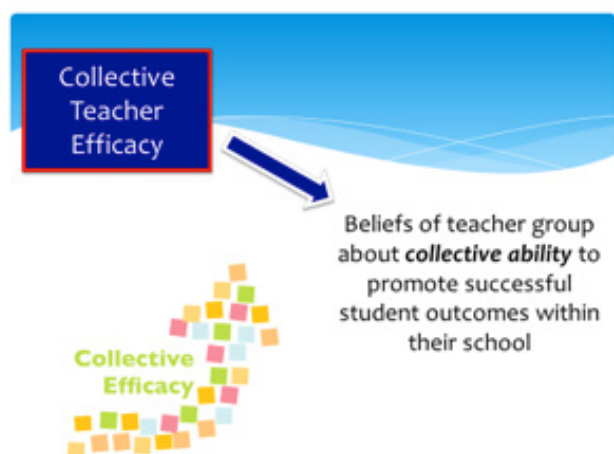 Collective
Teacher
Efficacy
Beliefs of teacher group
about collective ability to
promote successful
student outcomes within
their school
Collective
Efficacy